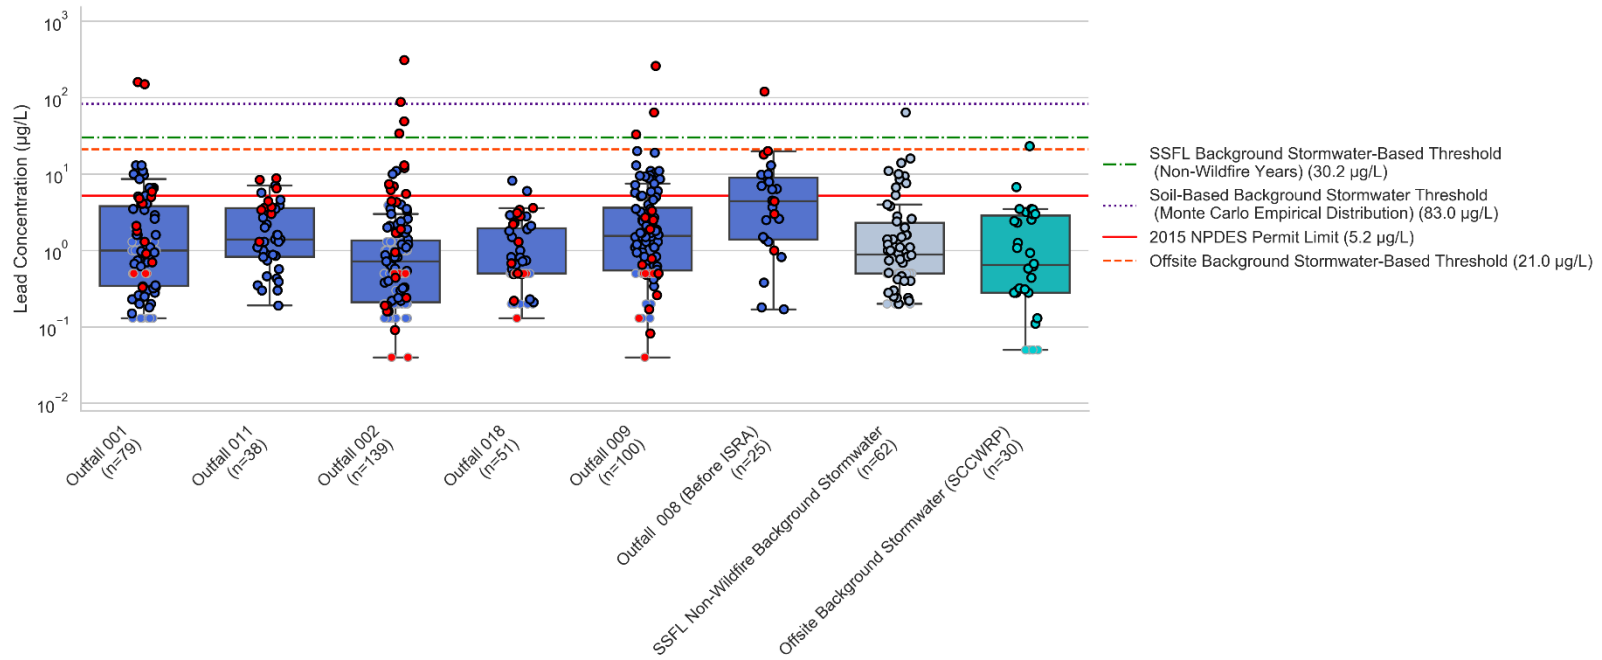 10³
10²
10¹
10⁰
10⁻¹
10⁻²
Lead Concentration (µg/L)
Outfall 001
(n=79)
Outfall 011
(n=38)
Outfall 002
(n=139)
Outfall 018
(n=51)
Outfall 009
(n=100)
Outfall  008 (Before ISRA)
(n=25)
SSFL Non-Wildfire Background Stormwater
(n=62)
Offsite Background Stormwater (SCCWRP)
(n=30)
SSFL Background Stormwater-Based Threshold
(Non-Wildfire Years) (30.2 µg/L)
Soil-Based Background Stormwater Threshold
(Monte Carlo Empirical Distribution) (83.0 µg/L)
2015 NPDES Permit Limit (5.2 µg/L)
Offsite Background Stormwater-Based Threshold (21.0 µg/L)